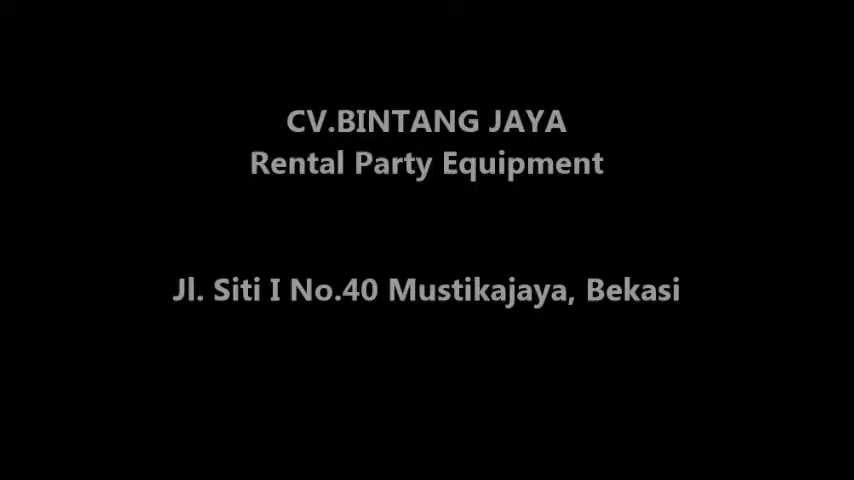 CV.BINTANG JAYA
Rental Party Equipment
Jl. Siti I No.40 Mustikajaya, Bekasi